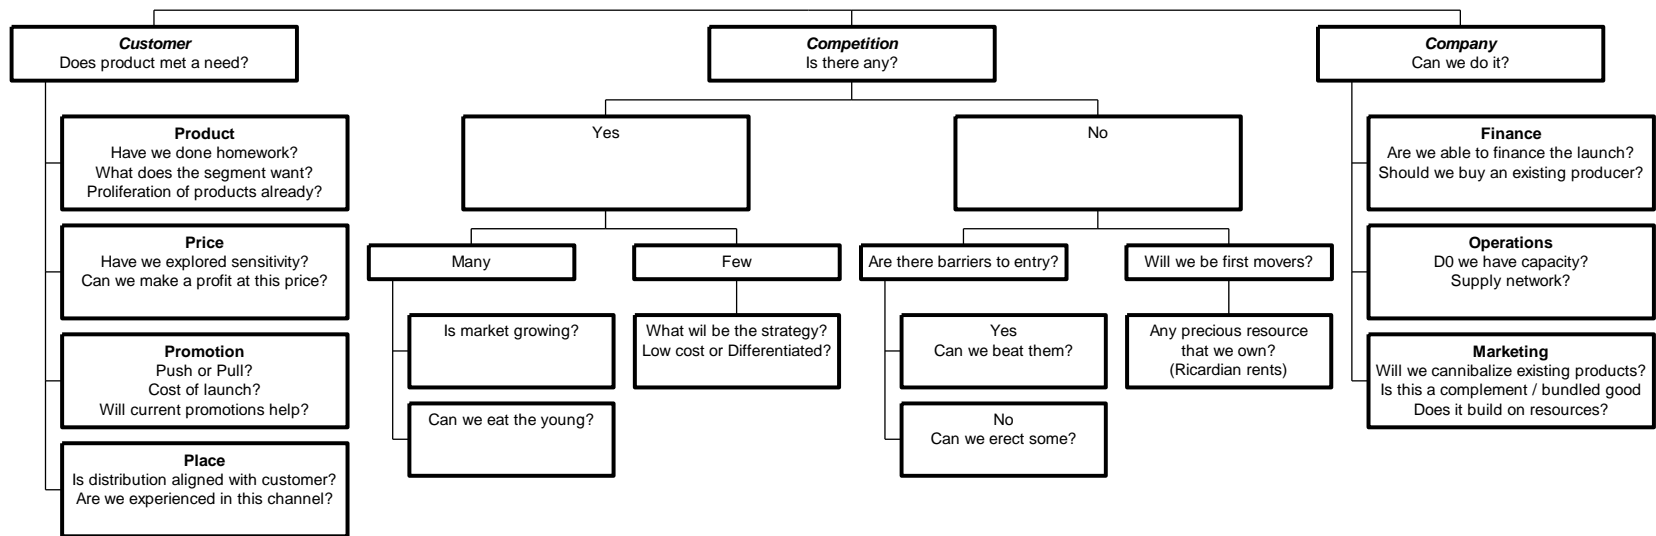 Customer
Does product met a need?
Product
Have we done homework?
What does the segment want?
Proliferation of products already?
Price
Have we explored sensitivity?
Can we make a profit at this price?
Promotion
Push or Pull?
Cost of launch?
Will current promotions help?
Place
Is distribution aligned with customer?
Are we experienced in this channel?
Competition
Is there any?
Yes
Many
Is market growing?
Can we eat the young?
Few
What wil be the strategy?
Low cost or Differentiated?
No
Are there barriers to entry?
Yes
Can we beat them?
No
Can we erect some?
Will we be first movers?
Any precious resource
that we own?
(Ricardian rents)
Company
Can we do it?
Finance
Are we able to finance the launch?
Should we buy an existing producer?
Operations
D0 we have capacity?
Supply network?
Marketing
Will we cannibalize existing products?
Is this a complement / bundled good
Does it build on resources?